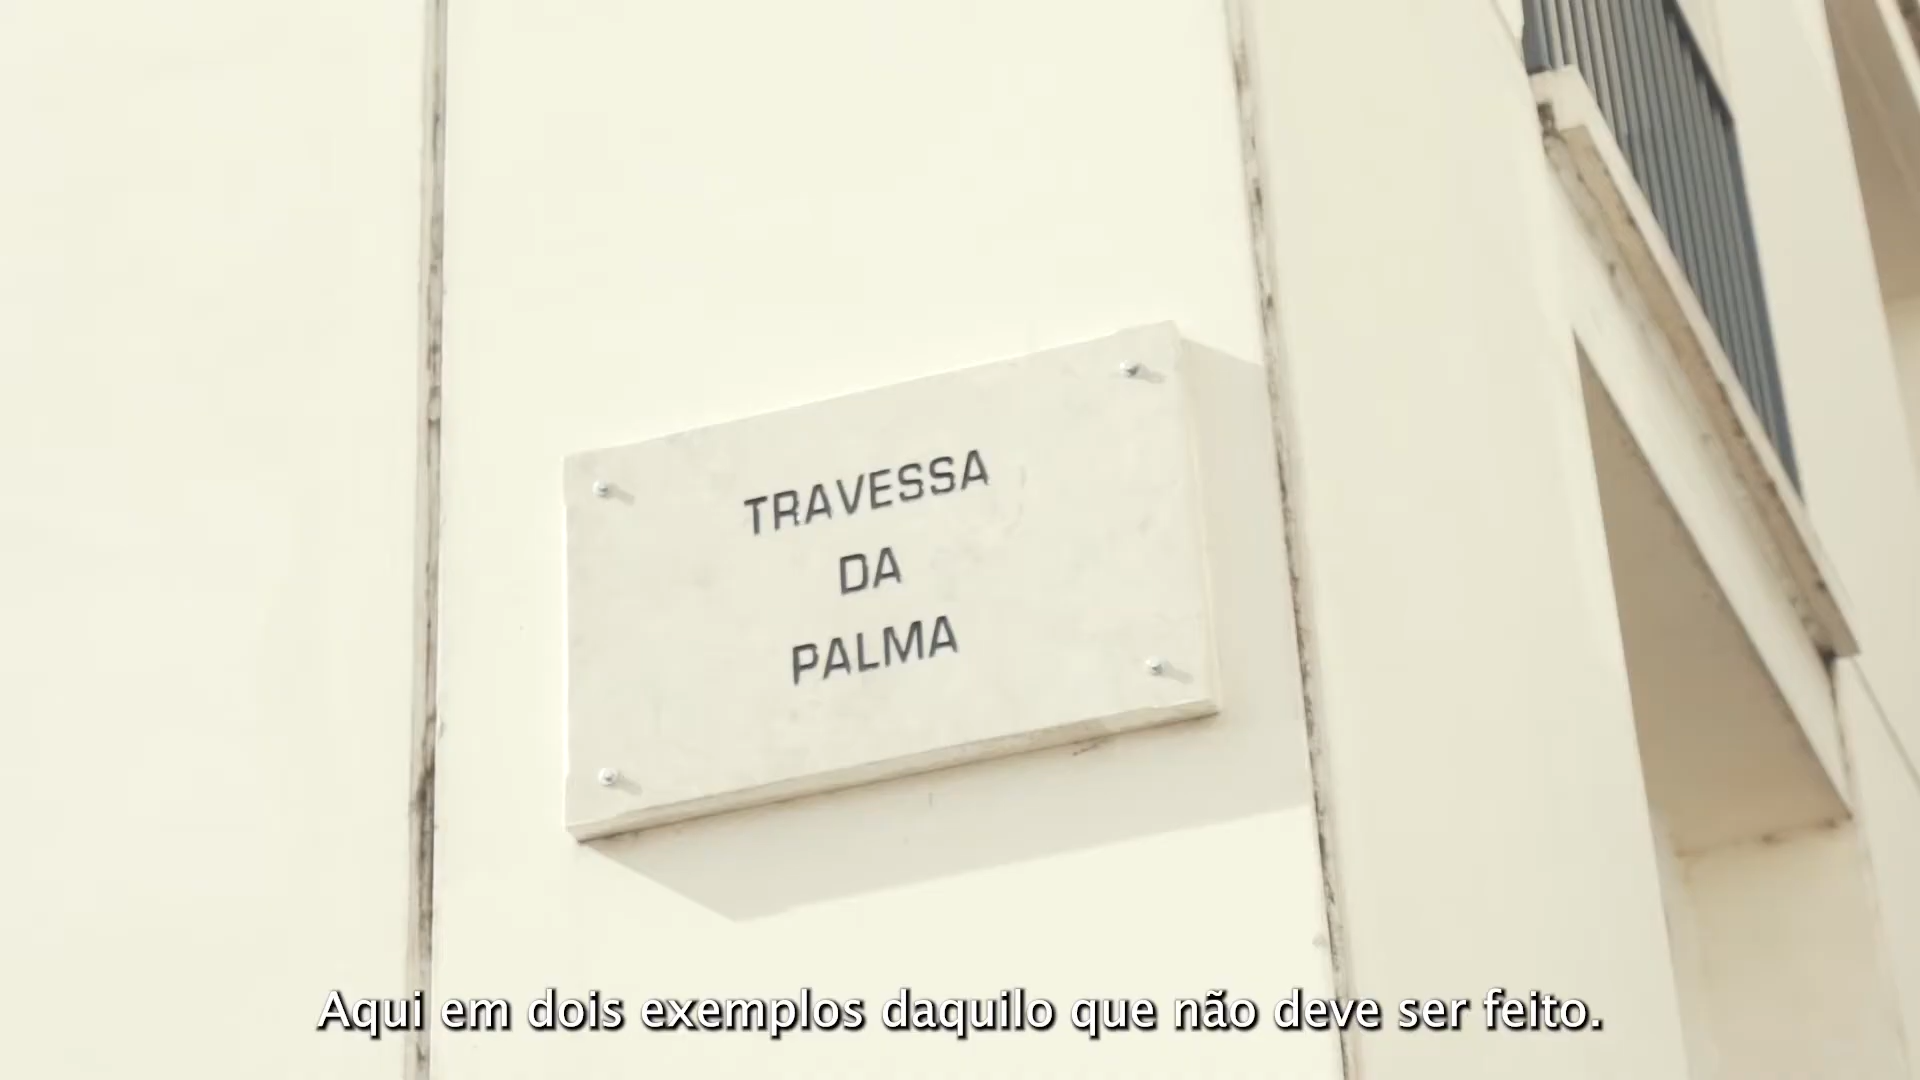 TRAVESSA
DA
PALMA
Aqui em dois exemplos daquilo que não deve ser feito.